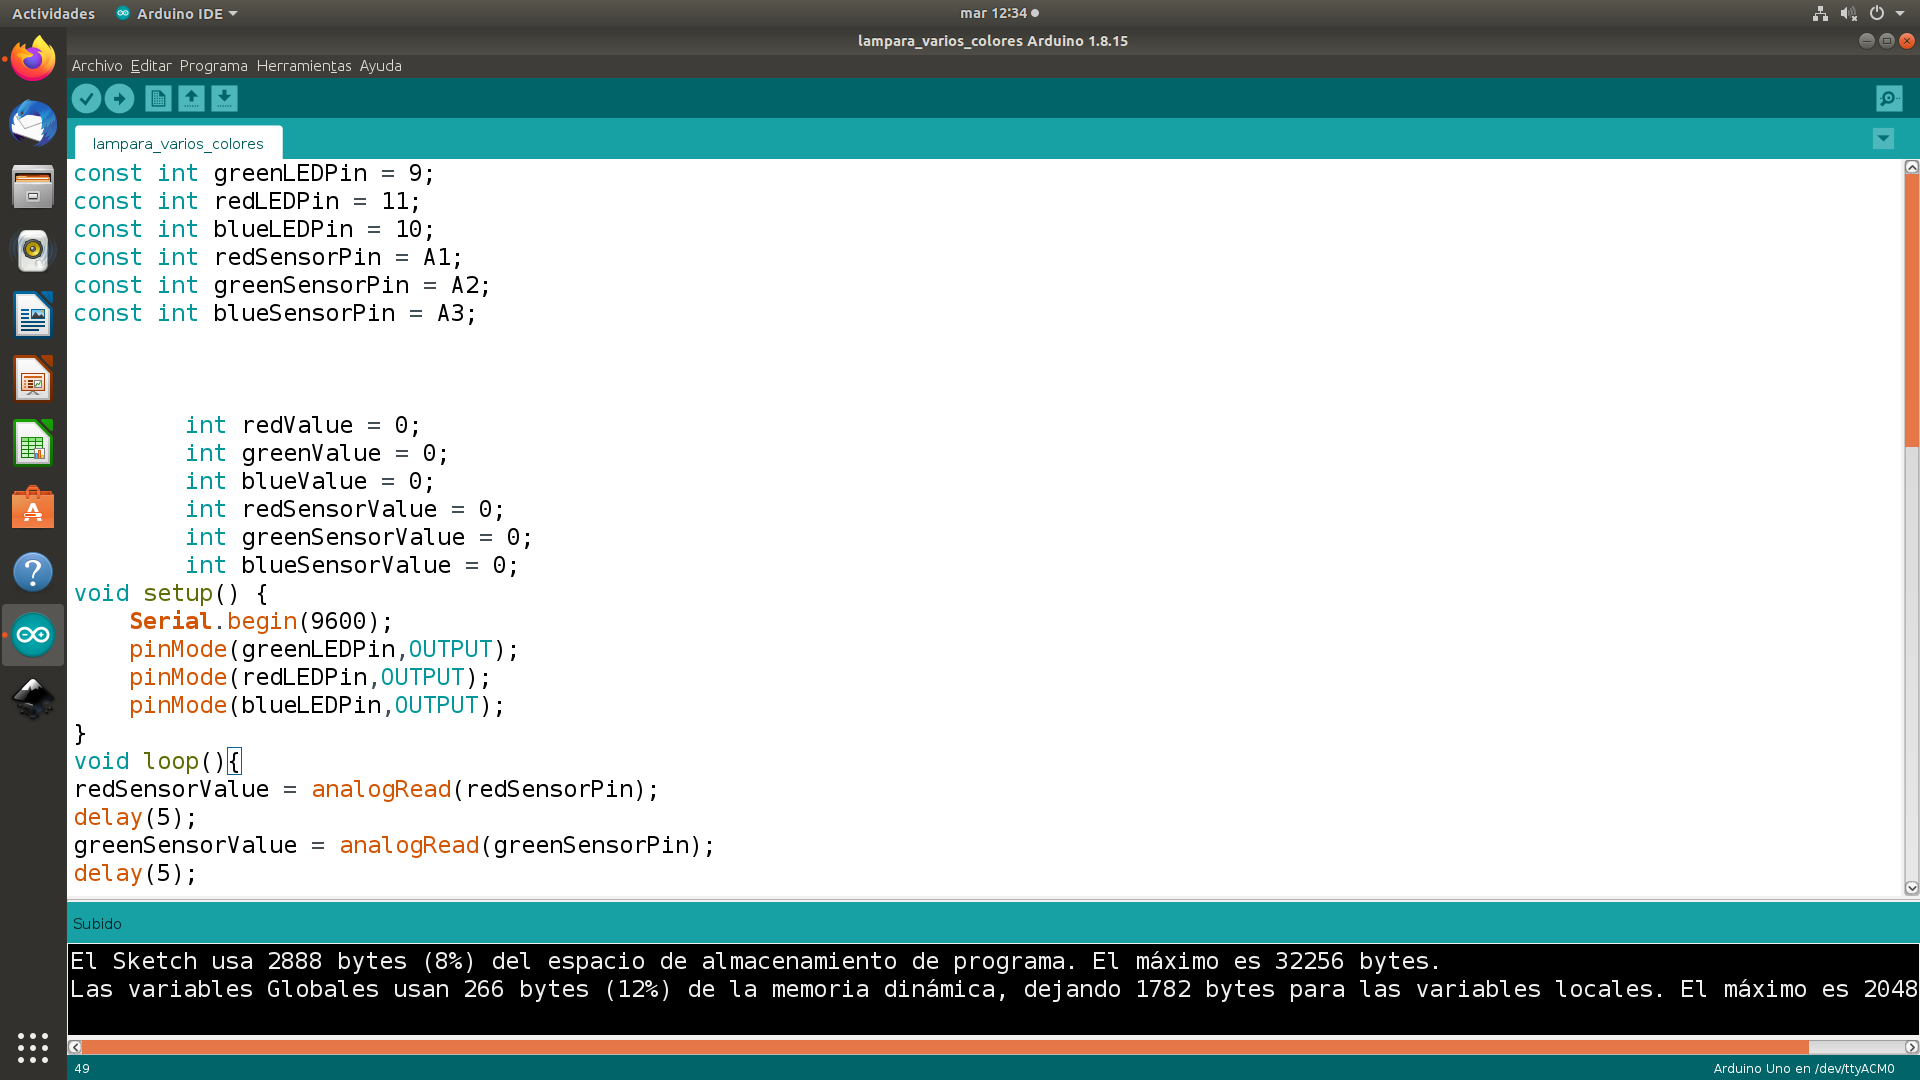 Actividades
Arduino IDE
mar 12:34
lampara_varios_colores Arduino 1.8.15
Archivo Editar Programa Herramientas Ayuda
lampara_varios_colores
const int greenLEDPin = 9;
const int redLEDPin = 11;
const int blueLEDPin = 10;
const int redSensorPin = A1;
const int greenSensorPin = A2;
const int blueSensorPin = A3;
int redValue = 0;
int greenValue = 0;
int blueValue = 0;
int redSensorValue = 0;
int greenSensorValue = 0;
int blueSensorValue = 0;
void setup() {
Serial.begin(9600);
pinMode(greenLEDPin,OUTPUT);
pinMode(redLEDPin,OUTPUT);
pinMode(blueLEDPin,OUTPUT);
}
void loop(){
redSensorValue = analogRead(redSensorPin);
delay(5);
greenSensorValue = analogRead(greenSensorPin);
delay(5);
Subido
El Sketch usa 2888 bytes (8%) del espacio de almacenamiento de programa. El máximo es 32256 bytes.
Las variables Globales usan 266 bytes (12%) de la memoria dinámica, dejando 1782 bytes para las variables locales. El máximo es 2048
49
Arduino Uno en /dev/ttyACM0